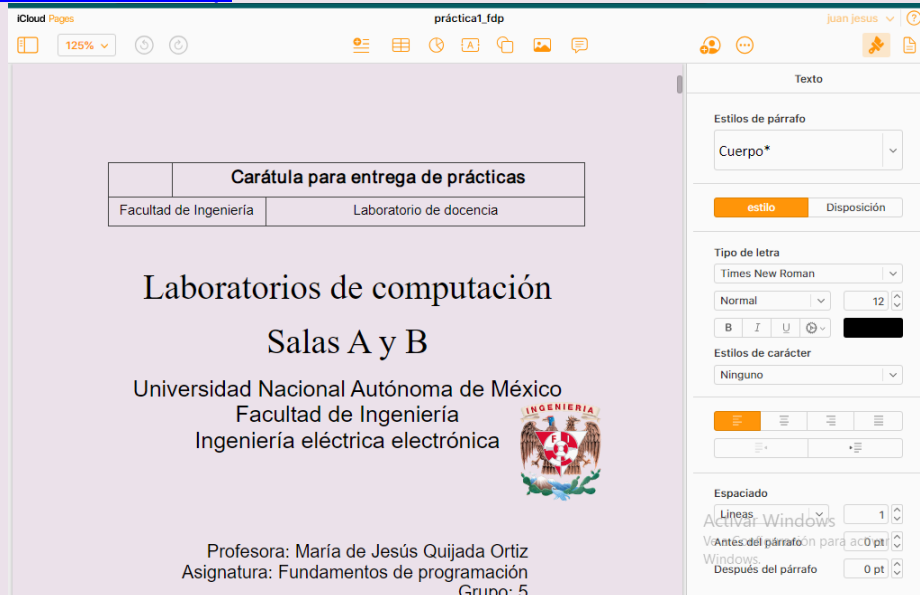 iCloud Pages
práctica1_fdp
juan jesus
125%
Carátula para entrega de prácticas
Facultad de Ingeniería
Laboratorio de docencia
Laboratorios de computación
Salas A y B
Universidad Nacional Autónoma de México
Facultad de Ingeniería
Ingeniería eléctrica electrónica
INGENIERIA
Profesora: María de Jesús Quijada Ortiz
Asignatura: Fundamentos de programación
Grupo: 5
Texto
Estilos de párrafo
Cuerpo*
estilo
Disposición
Tipo de letra
Times New Roman
Normal
12
B I U
Estilos de carácter
Ninguno
Espaciado
Líneas
1
Antes del párrafo
0 pt
Después del párrafo
0 pt
Activar Windows
Windows.